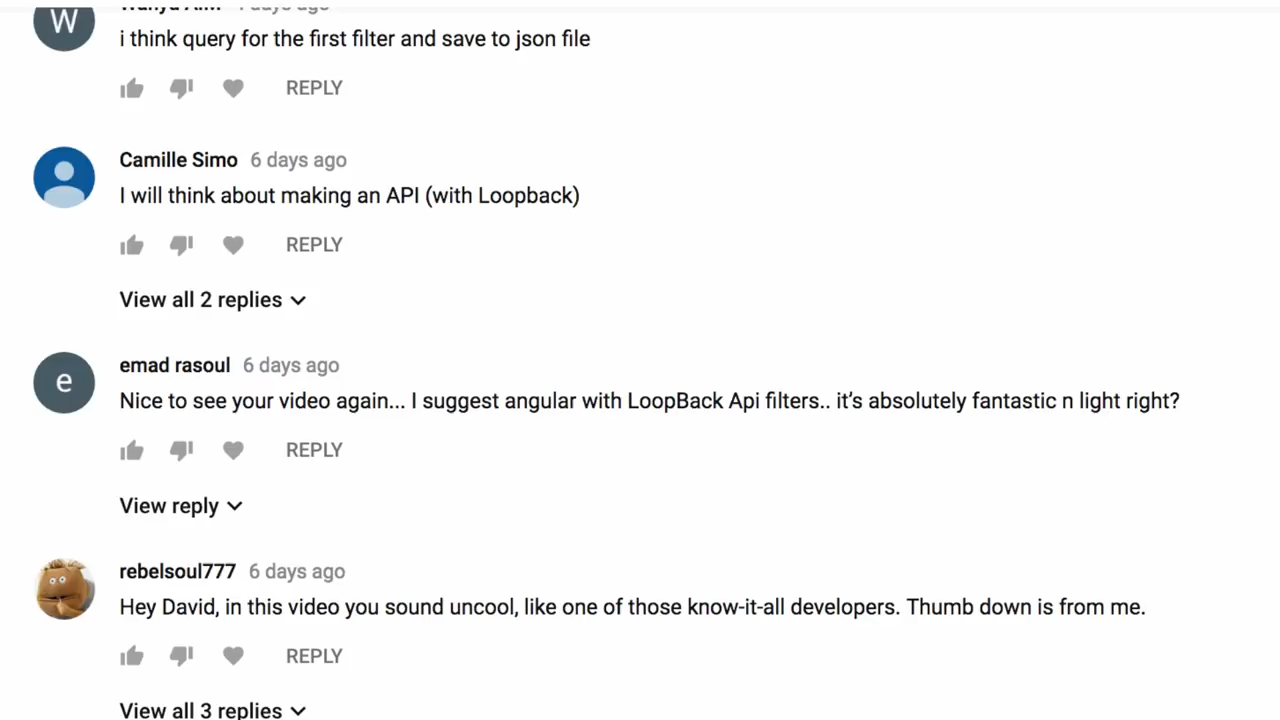 W
i think query for the first filter and save to json file
REPLY
Camille Simo 6 days ago
I will think about making an API (with Loopback)
REPLY
View all 2 replies
e
emad rasoul 6 days ago
Nice to see your video again... I suggest angular with LoopBack Api filters.. it's absolutely fantastic n light right?
REPLY
View reply
rebelsoul777 6 days ago
Hey David, in this video you sound uncool, like one of those know-it-all developers. Thumb down is from me.
REPLY
View all 3 replies